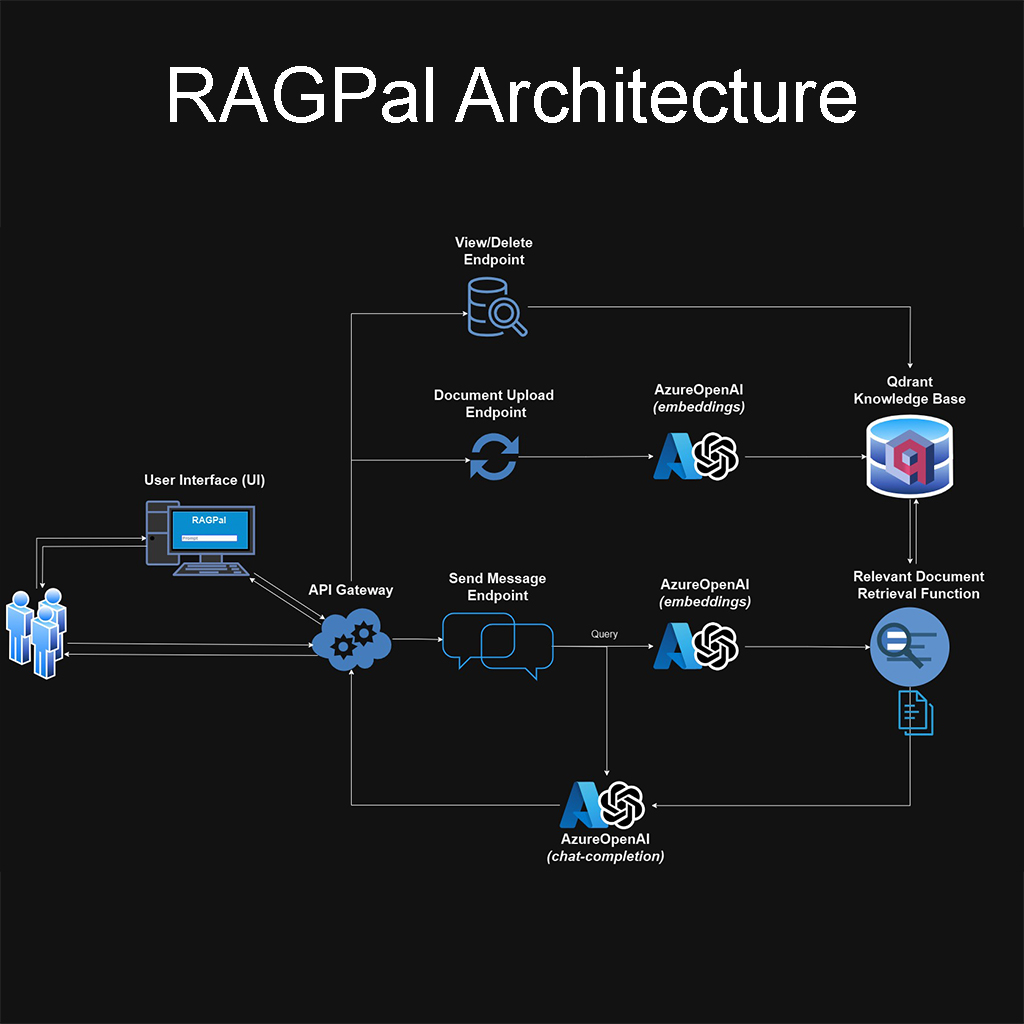 RAGPal Architecture
View/Delete
Endpoint
Document Upload
Endpoint
AzureOpenAI
(embeddings)
Qdrant
Knowledge Base
User Interface (UI)
RAGPal
Prompt
API Gateway
Send Message
Endpoint
Query
AzureOpenAI
(embeddings)
Relevant Document
Retrieval Function
AzureOpenAI
(chat-completion)